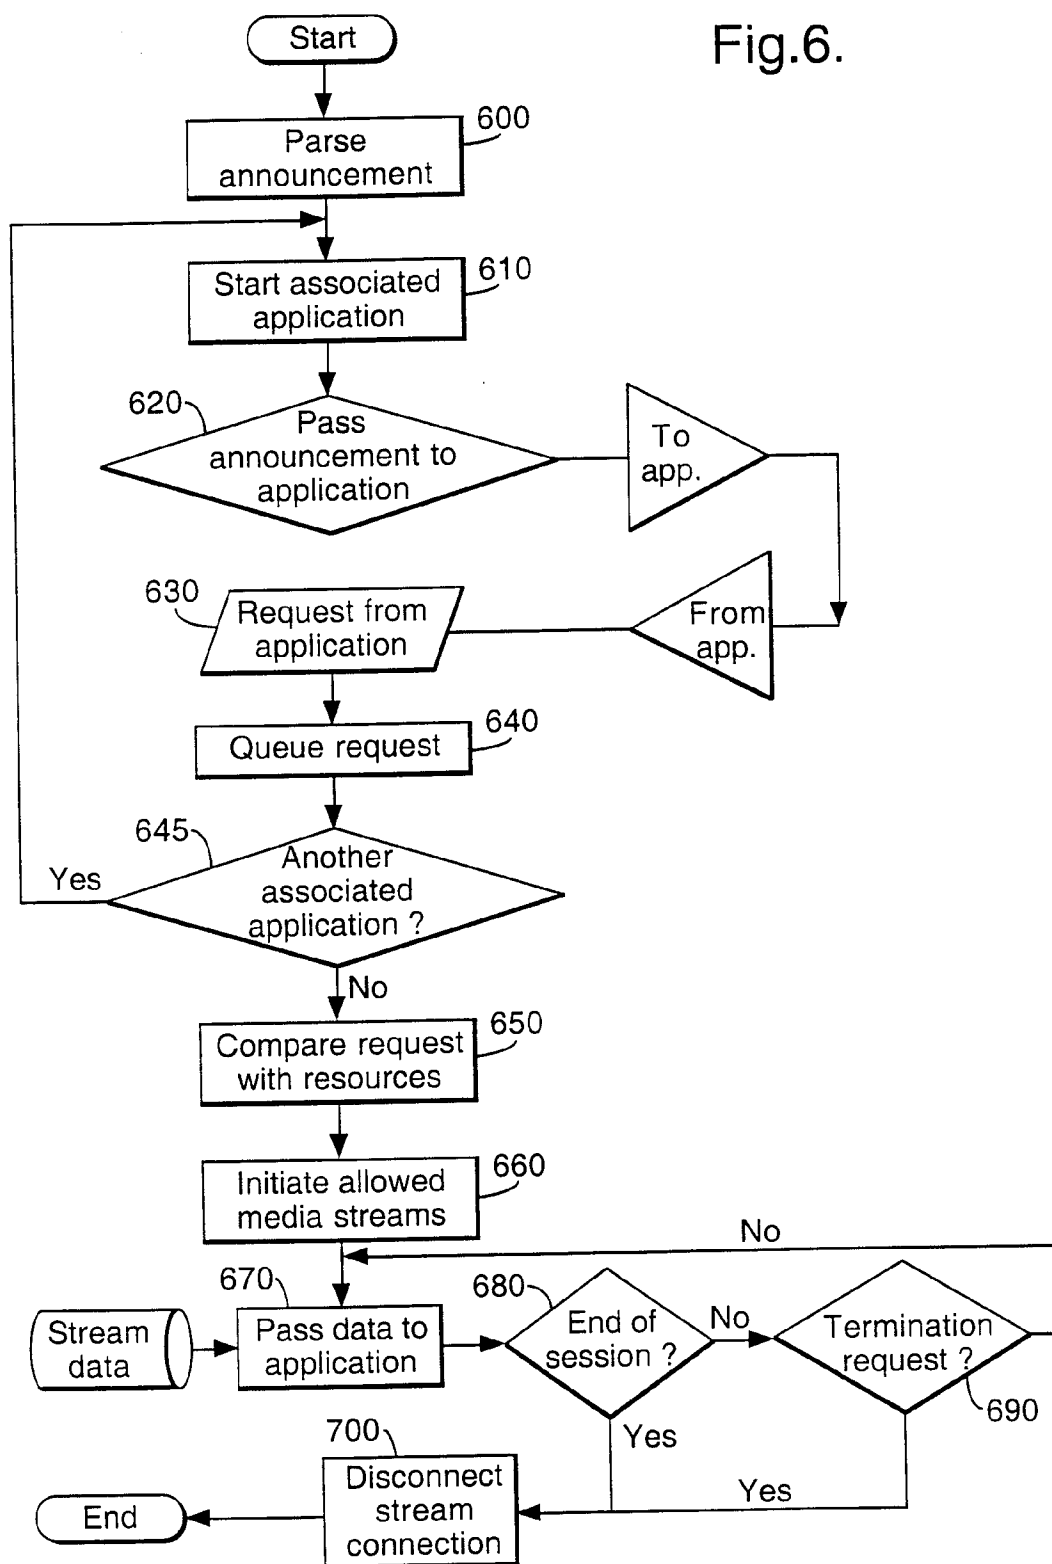 Fig.6.
Start
600
Parse
announcement
610
Start associated
application
620
Pass
announcement to
application
To
app.
630
Request from
application
From
app.
640
Queue request
645
Another
associated
application ?
Yes
No
650
Compare request
with resources
660
Initiate allowed
media streams
No
670
680
Stream
data
Pass data to
application
End of
session ?
No
Termination
request ?
690
Yes
700
Disconnect
stream
connection
Yes
End